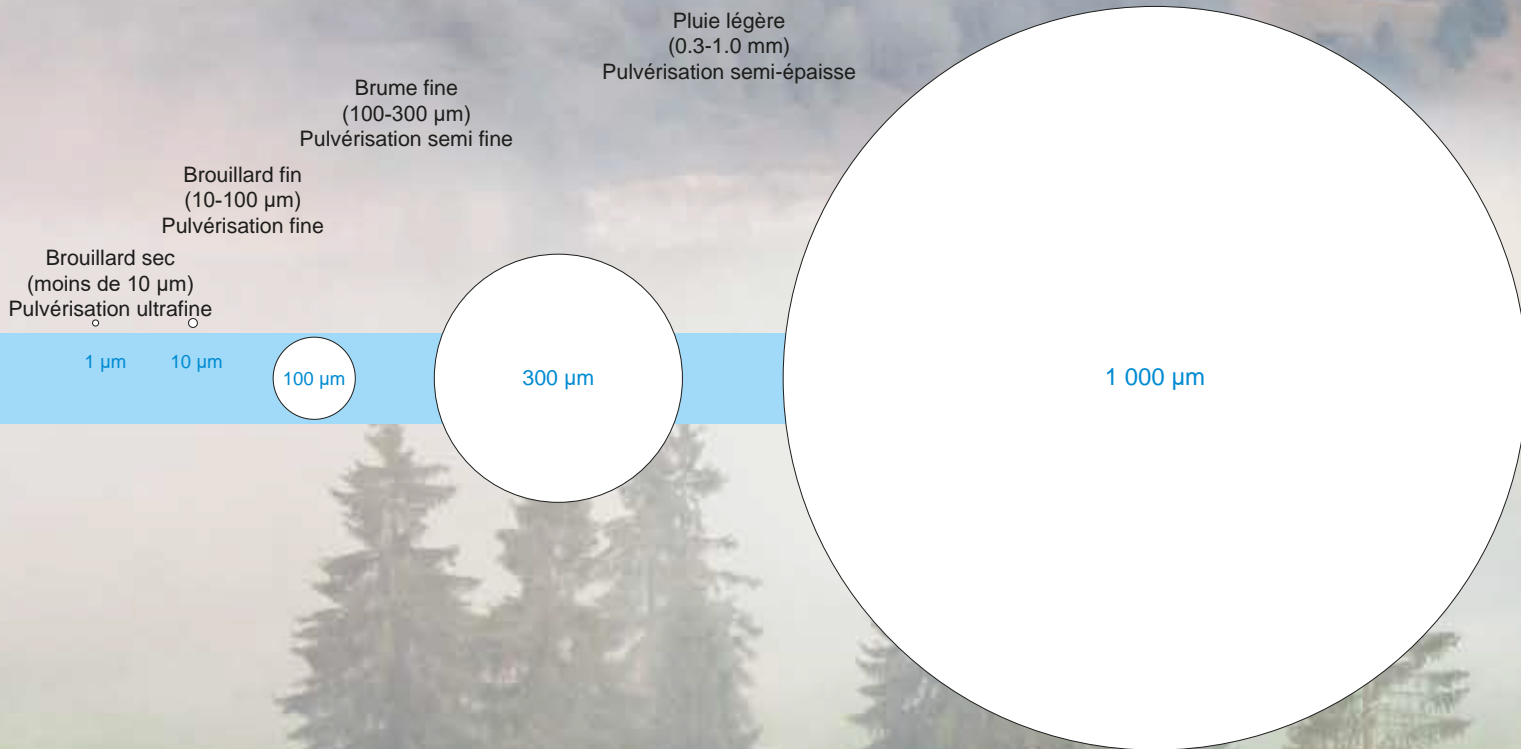 Pluie légère
(0.3-1.0 mm)
Pulvérisation semi-épaisse
Brume fine
(100-300 µm)
Pulvérisation semi fine
Brouillard fin
(10-100 µm)
Pulvérisation fine
Brouillard sec
(moins de 10 µm)
Pulvérisation ultrafine
1 µm
10 µm
100 µm
300 µm
1 000 µm